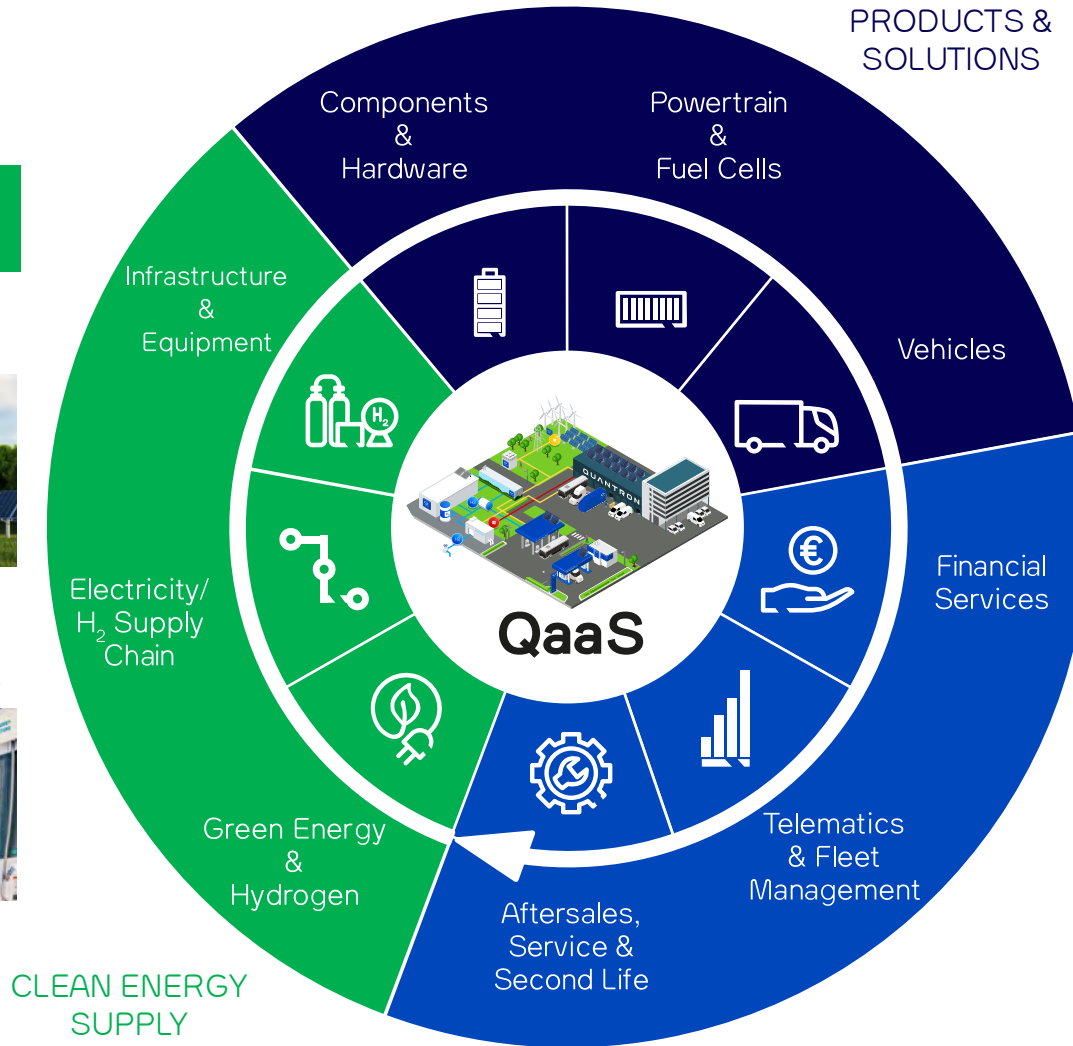 PRODUCTS &
SOLUTIONS
Components
&
Hardware
Powertrain
&
Fuel Cells
Vehicles
Financial
Services
Telematics
& Fleet
Management
Aftersales,
Service &
Second Life
Green Energy
&
Hydrogen
Electricity/
H₂ Supply
Chain
Infrastructure
&
Equipment
H₂
€
QUANTRON
QaaS
CLEAN ENERGY
SUPPLY